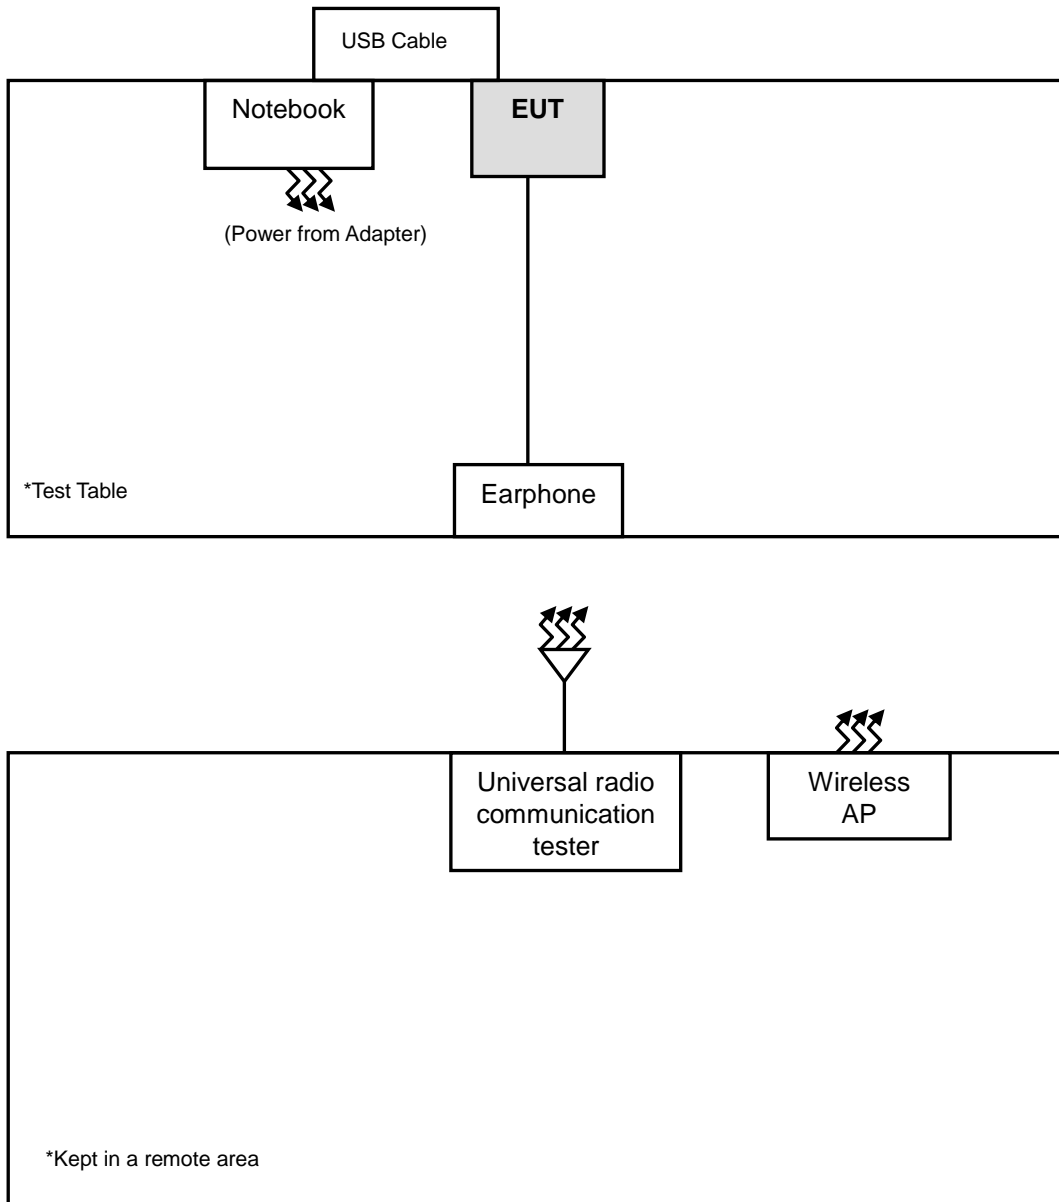 USB Cable
Notebook
EUT
(Power from Adapter)
*Test Table
Earphone
Universal radio
communication
tester
Wireless
AP
*Kept in a remote area